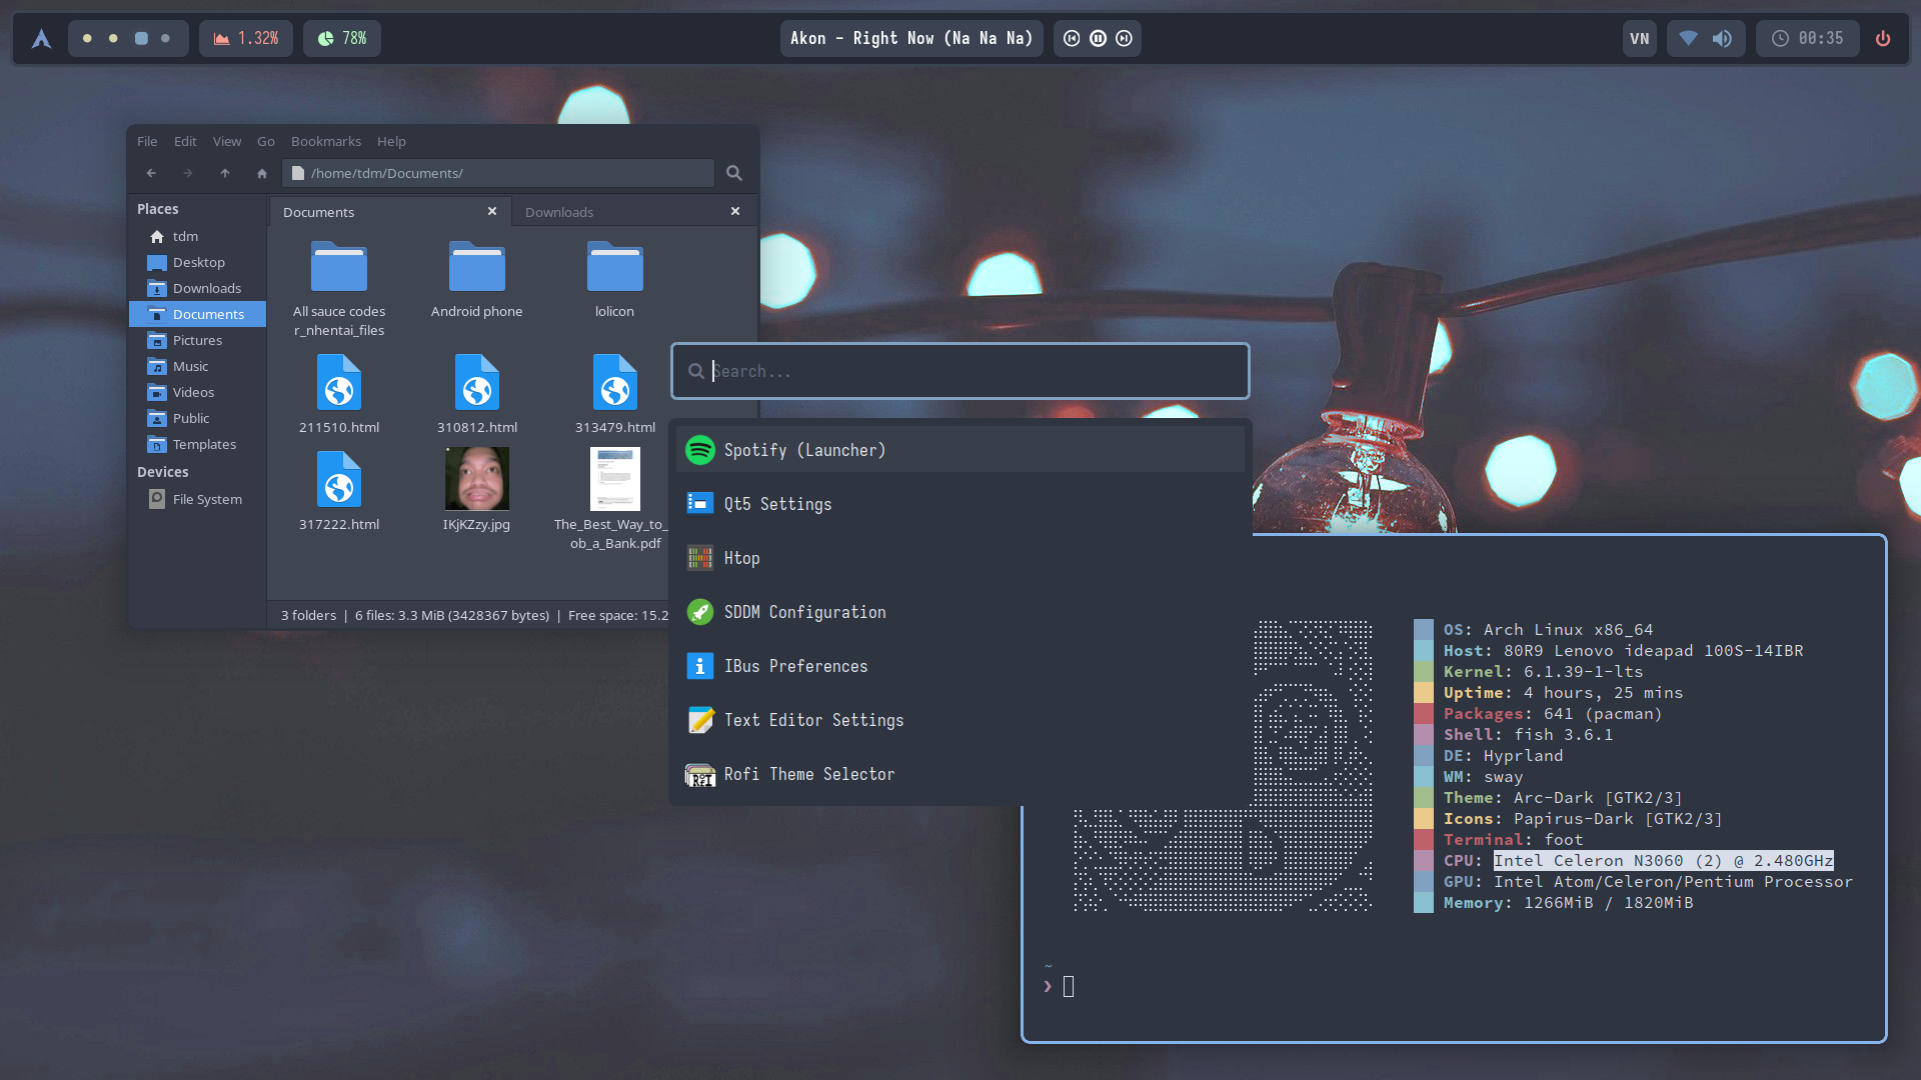 1.32%
78%
Akon - Right Now (Na Na Na)
VN
00:35
File Edit View Go Bookmarks Help
/home/tdm/Documents/
Places
tdm
Desktop
Downloads
Documents
Pictures
Music
Videos
Public
Templates
Devices
File System
Documents
Downloads
All sauce codes
r_nhentai_files
Android phone
lolicon
211510.html
310812.html
313479.html
317222.html
IKjKZzy.jpg
The_Best_Way_to_
ob_a_Bank.pdf
3 folders | 6 files: 3.3 MiB (3428367 bytes) | Free space: 15.2
Search...
Spotify (Launcher)
Qt5 Settings
Htop
SDDM Configuration
IBus Preferences
Text Editor Settings
Rofi Theme Selector
OS: Arch Linux x86_64
Host: 80R9 Lenovo ideapad 100S-14IBR
Kernel: 6.1.39-1-lts
Uptime: 4 hours, 25 mins
Packages: 641 (pacman)
Shell: fish 3.6.1
DE: Hyprland
WM: sway
Theme: Arc-Dark [GTK2/3]
Icons: Papirus-Dark [GTK2/3]
Terminal: foot
CPU: Intel Celeron N3060 (2) @ 2.480GHz
GPU: Intel Atom/Celeron/Pentium Processor
Memory: 1266MiB / 1820MiB
~
❯